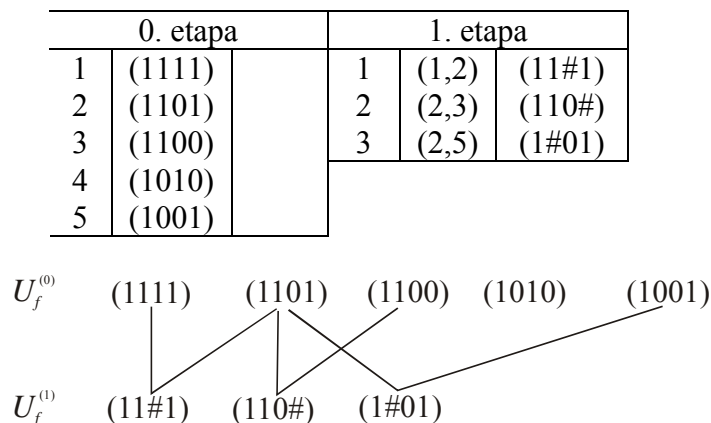 0. etapa 1. etapa
1 (1111) 1 (1,2) (11#1)
2 (1101) 2 (2,3) (110#)
3 (1100) 3 (2,5) (1#01)
4 (1010)
5 (1001)
U_f^(0) (1111) (1101) (1100) (1010) (1001)
U_f^(1) (11#1) (110#) (1#01)